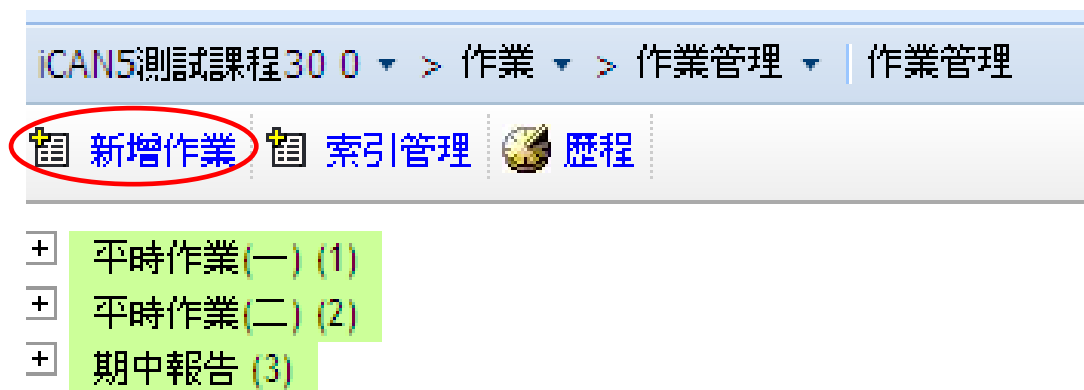 iCAN5測試課程30 0 > 作業 > 作業管理 | 作業管理
新增作業 索引管理 歷程
平時作業(一) (1)
平時作業(二) (2)
期中報告 (3)